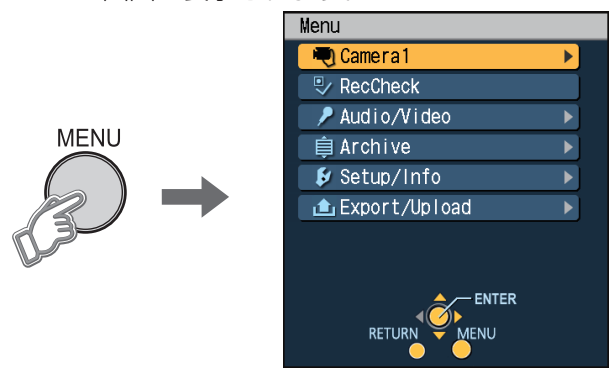 MENU
Menu
Camera1
RecCheck
Audio/Video
Archive
Setup/Info
Export/Upload
ENTER
RETURN
MENU